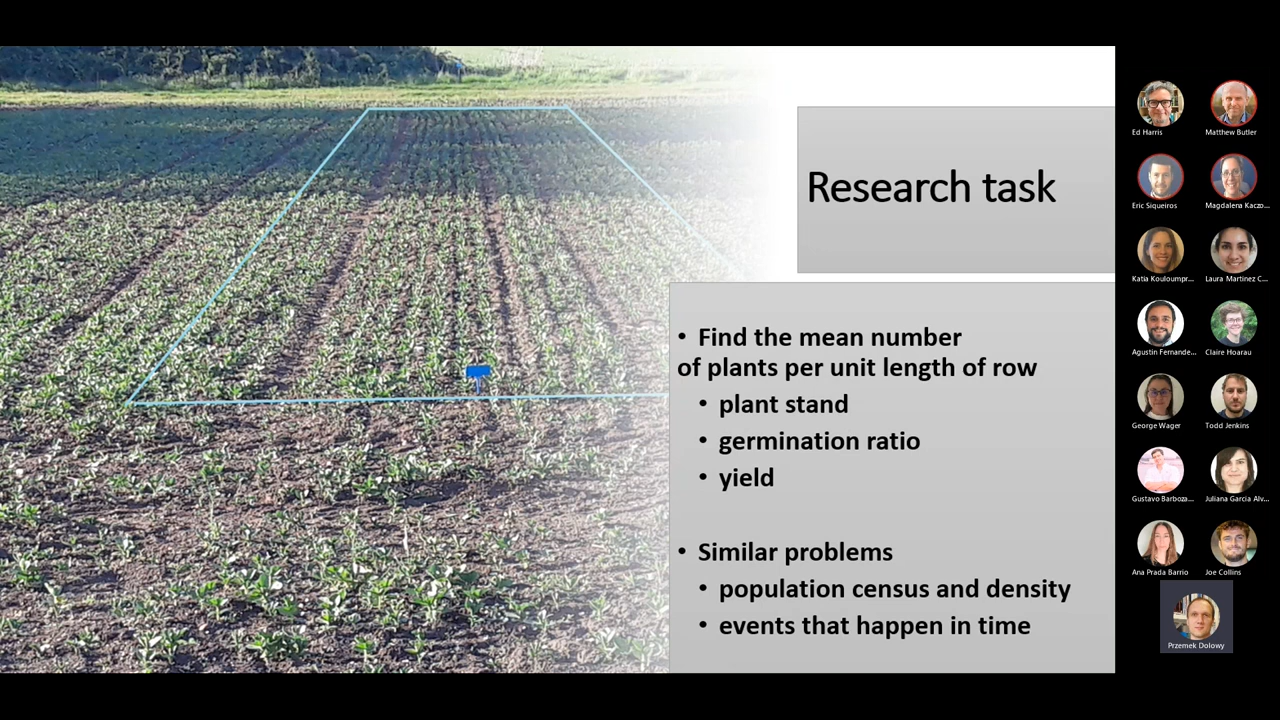 Research task
• Find the mean number
of plants per unit length of row
• plant stand
• germination ratio
• yield
• Similar problems
• population census and density
• events that happen in time
Ed Harris
Matthew Butler
Eric Siqueiros
Magdalena Kaczo...
Katia Kouloumpr...
Laura Martinez C...
Agustin Fernande...
Claire Hoarau
George Wager
Todd Jenkins
Gustavo Barboza...
Juliana Garcia Alv...
Ana Prada Barrio
Joe Collins
Przemek Dolowy